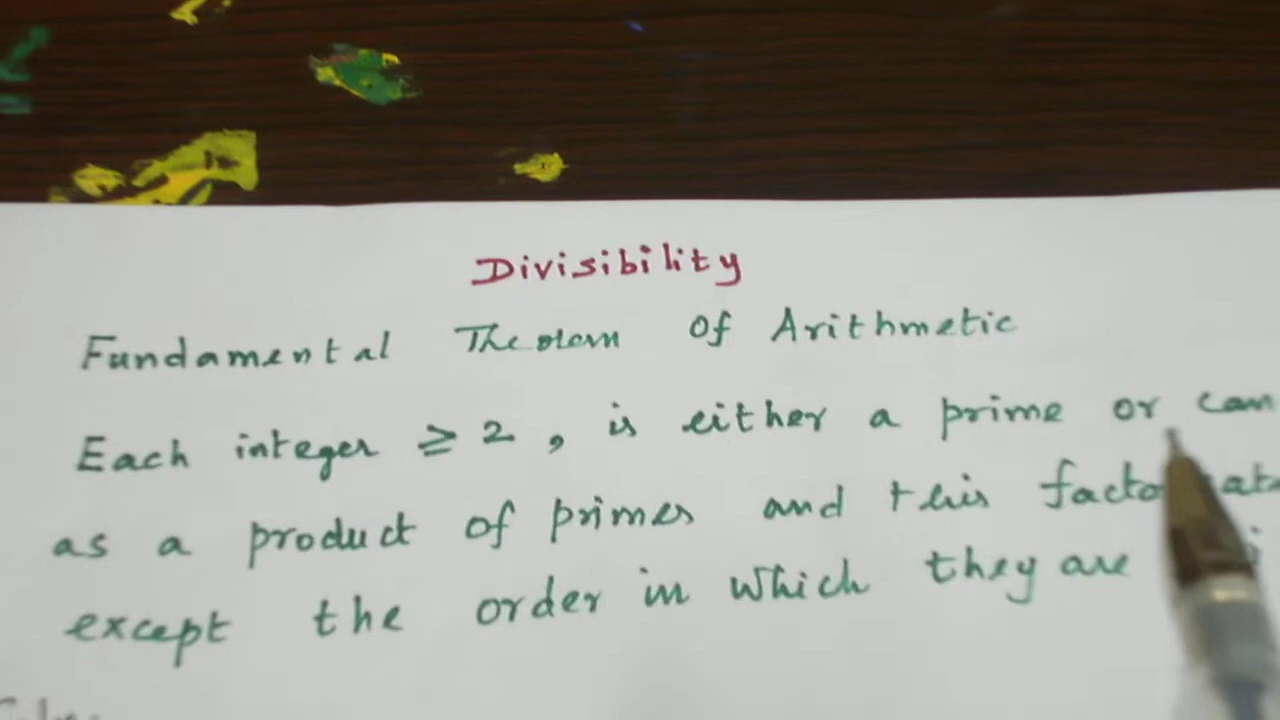 Divisibility
Fundamental Theorem Of Arithmetic
Each integer ≥ 2, is either a prime or can
as a product of primes and this
except the order in which they are